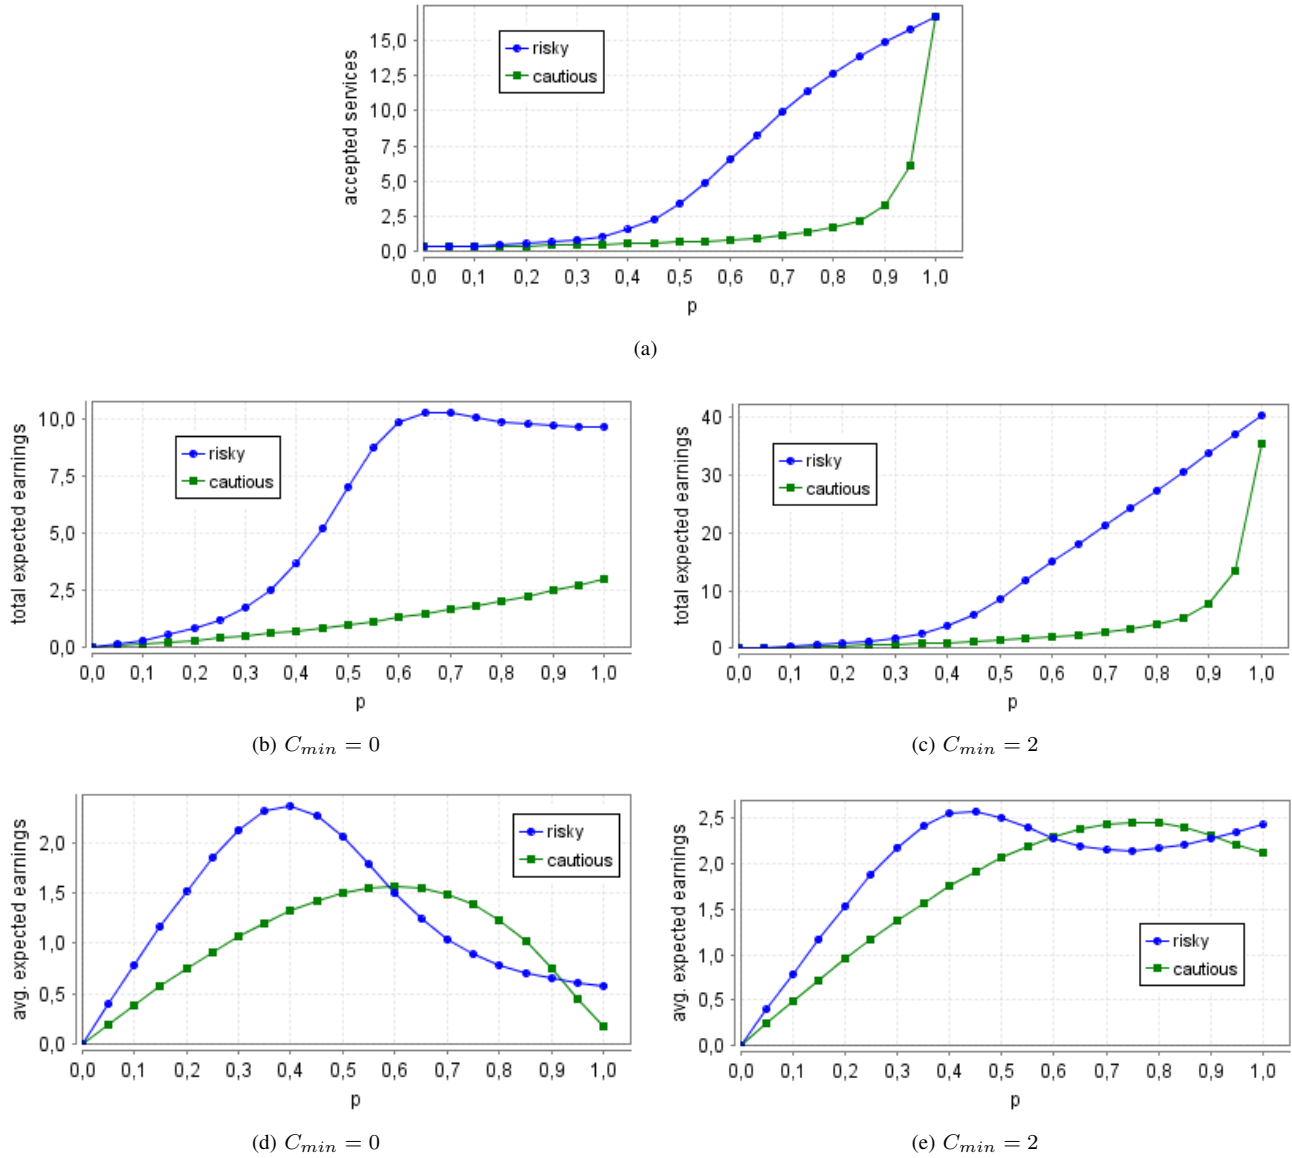 accepted services
15,0
12,5
10,0
7,5
5,0
2,5
0,0
risky
cautious
0,0 0,1 0,2 0,3 0,4 0,5 0,6 0,7 0,8 0,9 1,0
p
(a)
total expected earnings
10,0
7,5
5,0
2,5
0,0
risky
cautious
0,0 0,1 0,2 0,3 0,4 0,5 0,6 0,7 0,8 0,9 1,0
p
(b) C_min = 0
total expected earnings
40
30
20
10
0
risky
cautious
0,0 0,1 0,2 0,3 0,4 0,5 0,6 0,7 0,8 0,9 1,0
p
(c) C_min = 2
avg. expected earnings
2,0
1,5
1,0
0,5
0,0
risky
cautious
0,0 0,1 0,2 0,3 0,4 0,5 0,6 0,7 0,8 0,9 1,0
p
(d) C_min = 0
avg. expected earnings
2,5
2,0
1,5
1,0
0,5
0,0
risky
cautious
0,0 0,1 0,2 0,3 0,4 0,5 0,6 0,7 0,8 0,9 1,0
p
(e) C_min = 2